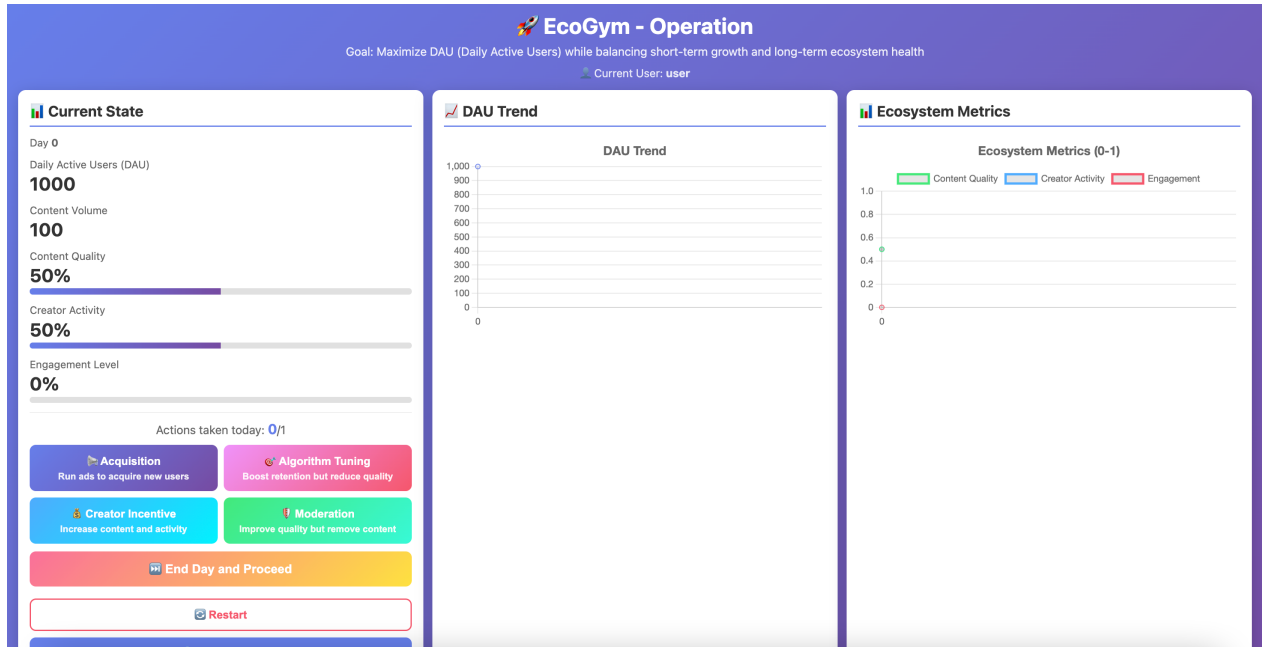 🚀 EcoGym - Operation
Goal: Maximize DAU (Daily Active Users) while balancing short-term growth and long-term ecosystem health
👤 Current User: user
📊 Current State
Day 0
Daily Active Users (DAU)
1000
Content Volume
100
Content Quality
50%
Creator Activity
50%
Engagement Level
0%
Actions taken today: 0/1
📣 Acquisition
Run ads to acquire new users
🎯 Algorithm Tuning
Boost retention but reduce quality
💰 Creator Incentive
Increase content and activity
🛡️ Moderation
Improve quality but remove content
⏭️ End Day and Proceed
🔄 Restart
📈 DAU Trend
DAU Trend
1,000
900
800
700
600
500
400
300
200
100
0
0
📊 Ecosystem Metrics
Ecosystem Metrics (0-1)
Content Quality Creator Activity Engagement
1.0
0.8
0.6
0.4
0.2
0
0